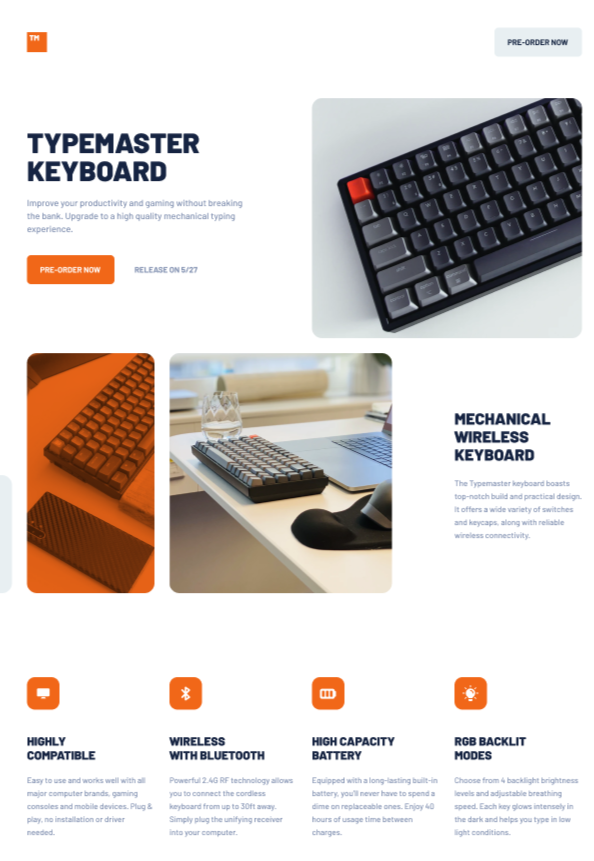 TM
PRE-ORDER NOW
TYPEMASTER
KEYBOARD
Improve your productivity and gaming without breaking
the bank. Upgrade to a high quality mechanical typing
experience.
PRE-ORDER NOW
RELEASE ON 5/27
MECHANICAL
WIRELESS
KEYBOARD
The Typemaster keyboard boasts
top-notch build and practical design.
It offers a wide variety of switches
and keycaps, along with reliable
wireless connectivity.
HIGHLY
COMPATIBLE
Easy to use and works well with all
major computer brands, gaming
consoles and mobile devices. Plug &
play, no installation or driver
needed.
WIRELESS
WITH BLUETOOTH
Powerful 2.4G RF technology allows
you to connect the cordless
keyboard from up to 30ft away.
Simply plug the unifying receiver
into your computer.
HIGH CAPACITY
BATTERY
Equipped with a long-lasting built-in
battery, you'll never have to spend a
dime on replaceable ones. Enjoy 40
hours of usage time between
charges.
RGB BACKLIT
MODES
Choose from 4 backlight brightness
levels and adjustable breathing
speed. Each key glows intensely in
the dark and helps you type in low
light conditions.